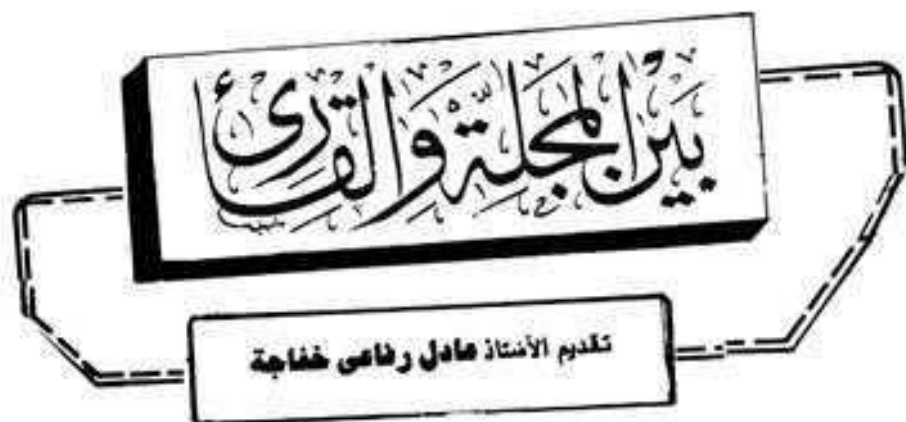 بين المجلة والقارئ
تقديم الأستاذ عادل رفاعى خفاجة